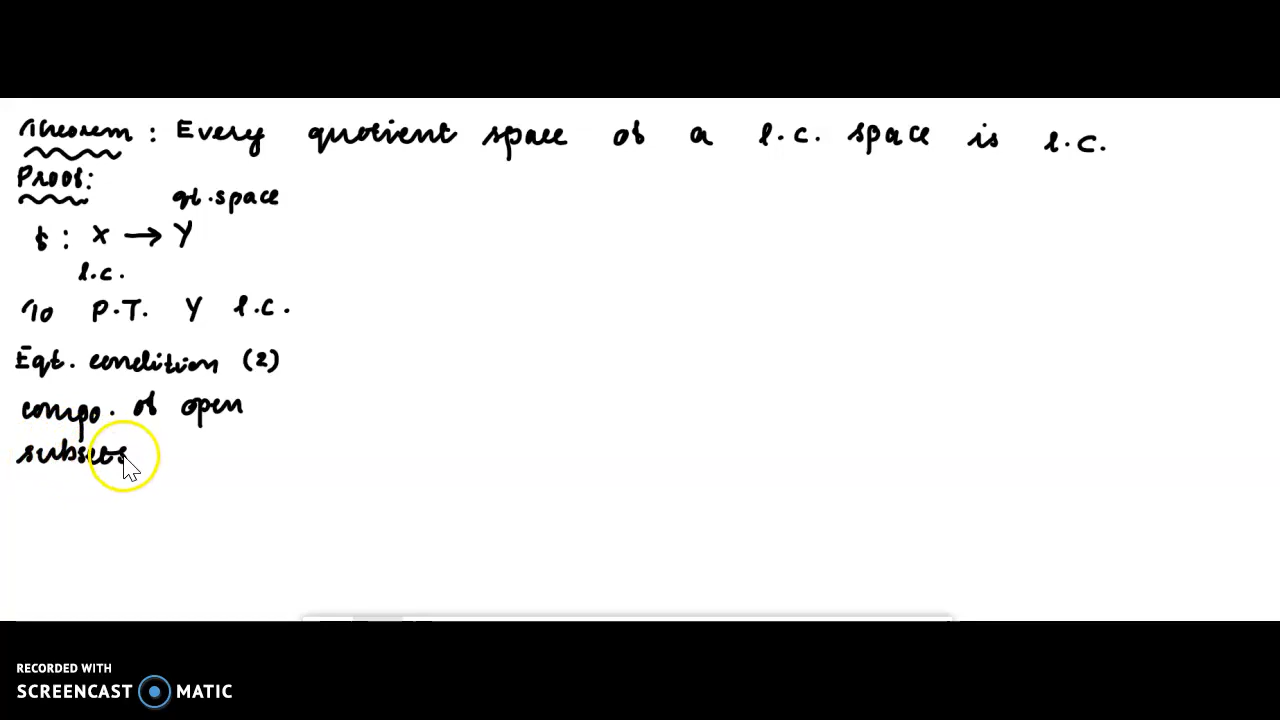 Theorem : Every quotient space of a l.c. space is l.c.
Proof:
qt. space
f : X → Y
l.c.
To P.T. Y l.c.
Eqt. condition (2)
compo. of open
subsets
RECORDED WITH
SCREENCAST MATIC